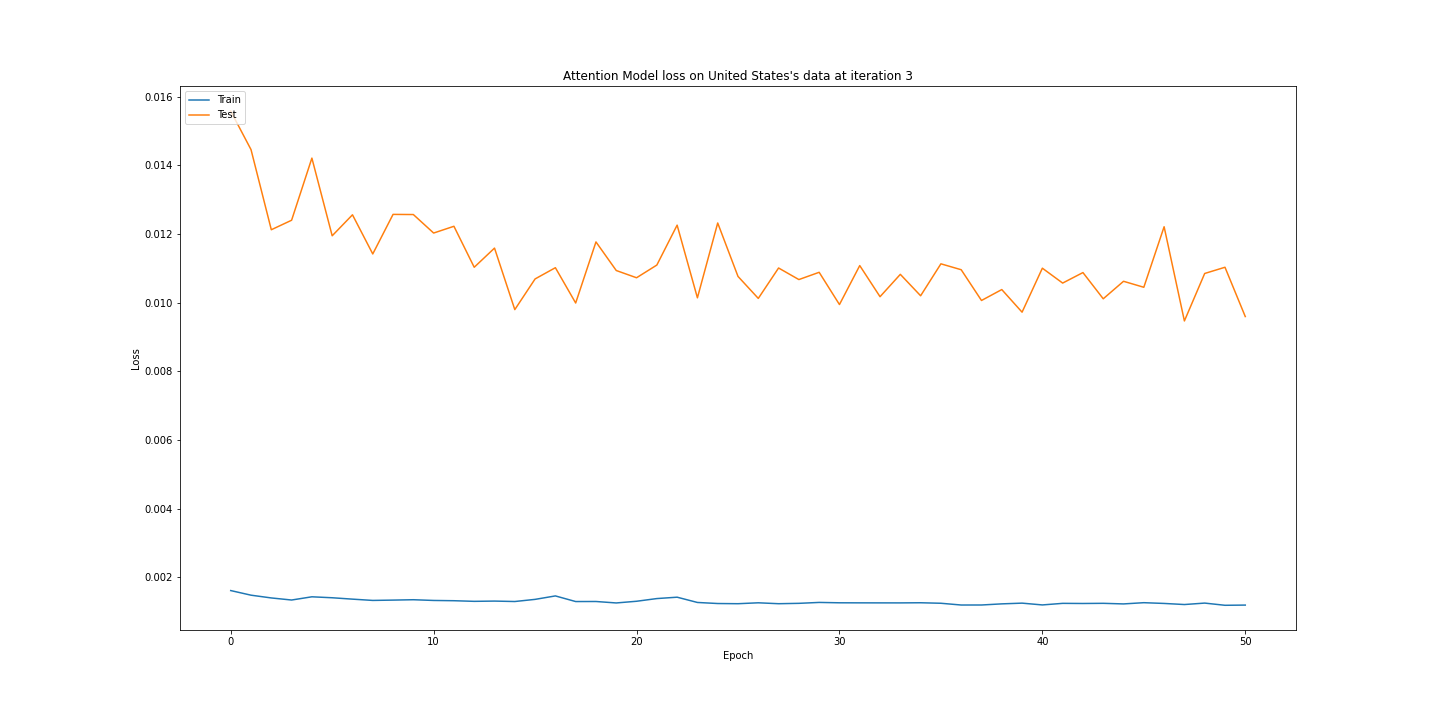 Attention Model loss on United States's data at iteration 3
Train
Test
0.016
0.014
0.012
0.010
0.008
0.006
0.004
0.002
Loss
0 10 20 30 40 50
Epoch